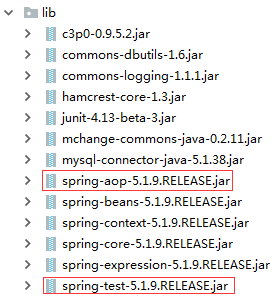 lib
c3p0-0.9.5.2.jar
commons-dbutils-1.6.jar
commons-logging-1.1.1.jar
hamcrest-core-1.3.jar
junit-4.13-beta-3.jar
mchange-commons-java-0.2.11.jar
mysql-connector-java-5.1.38.jar
spring-aop-5.1.9.RELEASE.jar
spring-beans-5.1.9.RELEASE.jar
spring-context-5.1.9.RELEASE.jar
spring-core-5.1.9.RELEASE.jar
spring-expression-5.1.9.RELEASE.jar
spring-test-5.1.9.RELEASE.jar